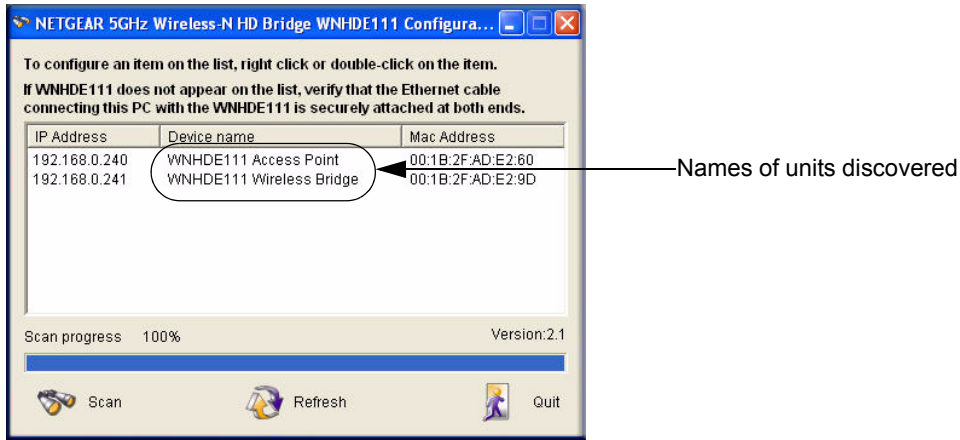 NETGEAR 5GHz Wireless-N HD Bridge WNHDE111 Configura...
To configure an item on the list, right click or double-click on the item.
If WNHDE111 does not appear on the list, verify that the Ethernet cable
connecting this PC with the WNHDE111 is securely attached at both ends.
IP Address Device name Mac Address
192.168.0.240 WNHDE111 Access Point 00:1B:2F:AD:E2:60
192.168.0.241 WNHDE111 Wireless Bridge 00:1B:2F:AD:E2:9D
Names of units discovered
Scan progress 100% Version:2.1
Scan Refresh Quit